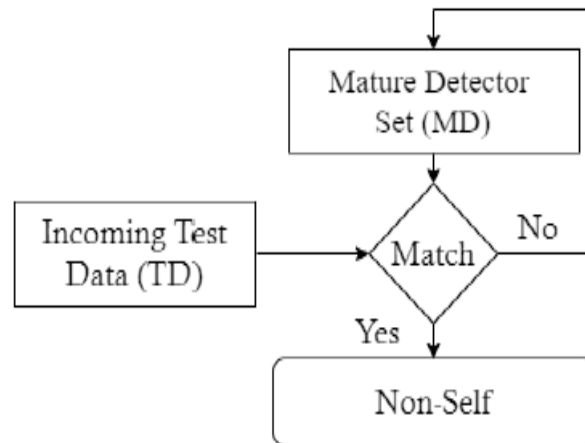 Mature Detector
Set (MD)
Incoming Test
Data (TD)
Match
No
Yes
Non-Self